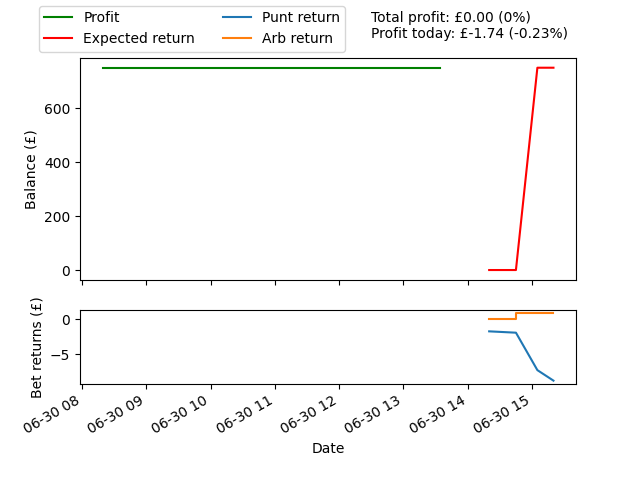 Profit
Expected return
Punt return
Arb return
Total profit: £0.00 (0%)
Profit today: £-1.74 (-0.23%)
Balance (£)
600
400
200
0
Bet returns (£)
0
−5
06-30 08
06-30 09
06-30 10
06-30 11
06-30 12
06-30 13
06-30 14
06-30 15
Date